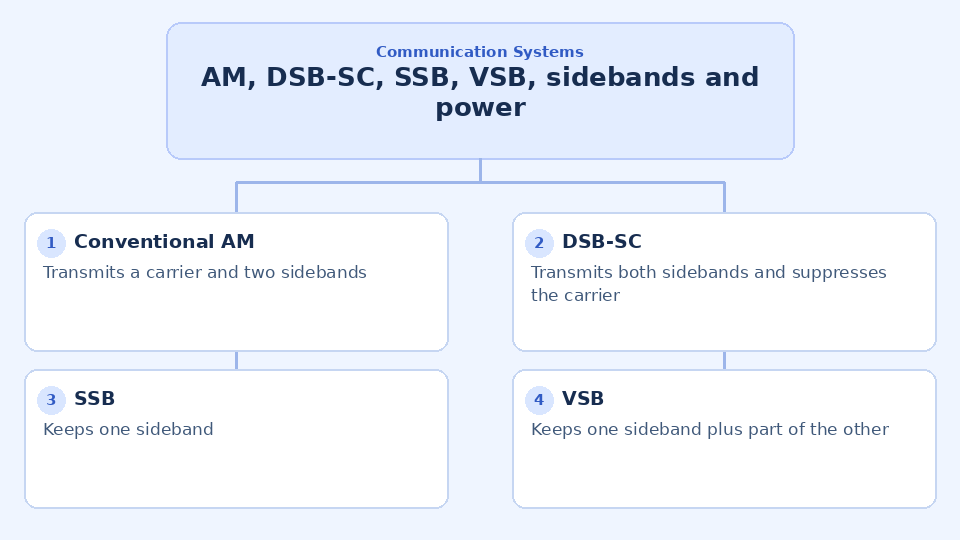 Communication Systems
AM, DSB-SC, SSB, VSB, sidebands and
power
1 Conventional AM
Transmits a carrier and two sidebands
2 DSB-SC
Transmits both sidebands and suppresses
the carrier
3 SSB
Keeps one sideband
4 VSB
Keeps one sideband plus part of the other